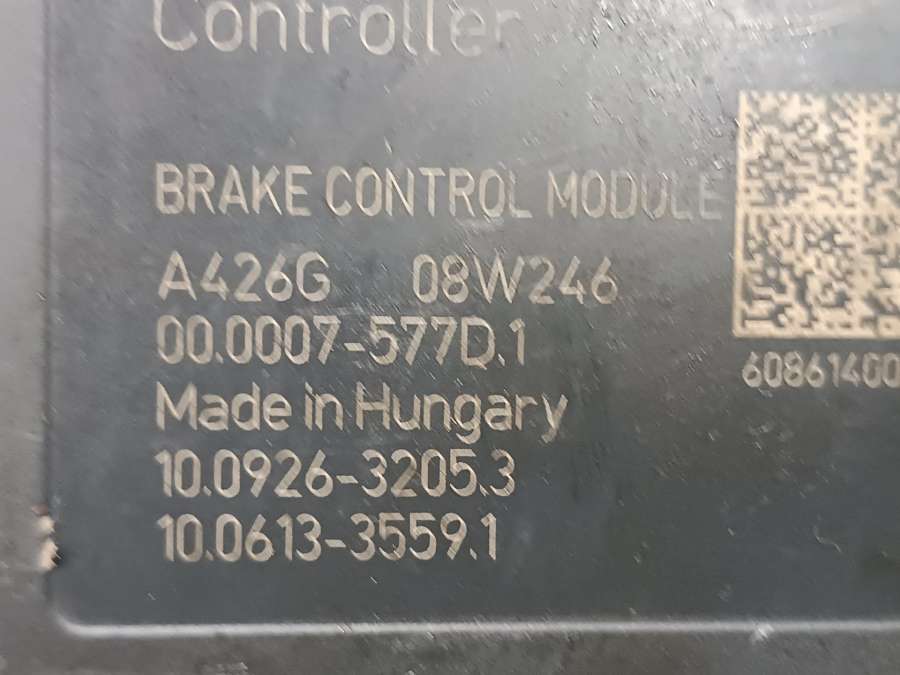 Controller
BRAKE CONTROL MODULE
A426G 08W246
00.0007-577D.1
Made in Hungary
10.0926-3205.3
10.0613-3559.1
60861400